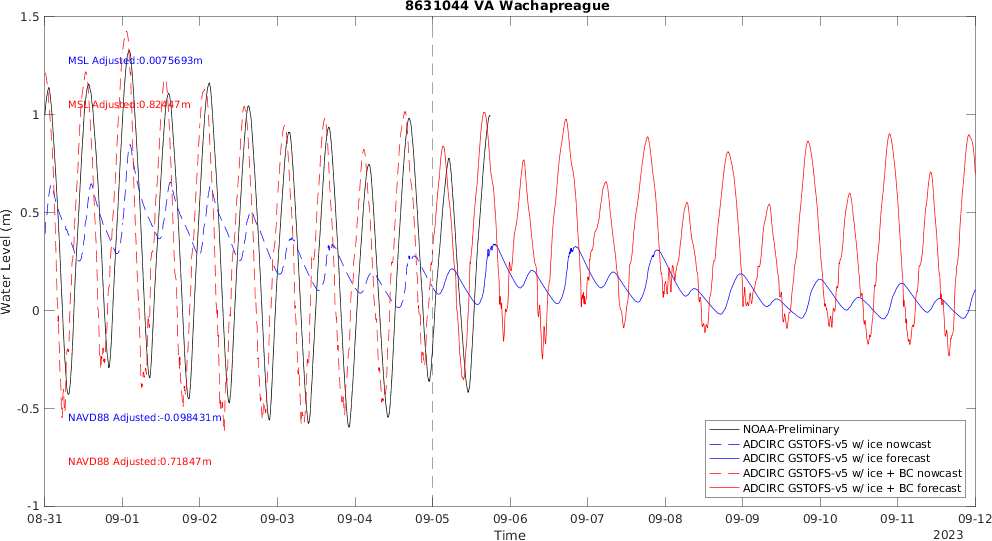 8631044 VA Wachapreague
1.5
1
0.5
0
-0.5
-1
Water Level (m)
MSL Adjusted:0.0075693m
MSL Adjusted:0.82447m
NAVD88 Adjusted:-0.098431m
NAVD88 Adjusted:0.71847m
NOAA-Preliminary
ADCIRC GSTOFS-v5 w/ ice nowcast
ADCIRC GSTOFS-v5 w/ ice forecast
ADCIRC GSTOFS-v5 w/ ice + BC nowcast
ADCIRC GSTOFS-v5 w/ ice + BC forecast
08-31 09-01 09-02 09-03 09-04 09-05 09-06 09-07 09-08 09-09 09-10 09-11 09-12
Time
2023